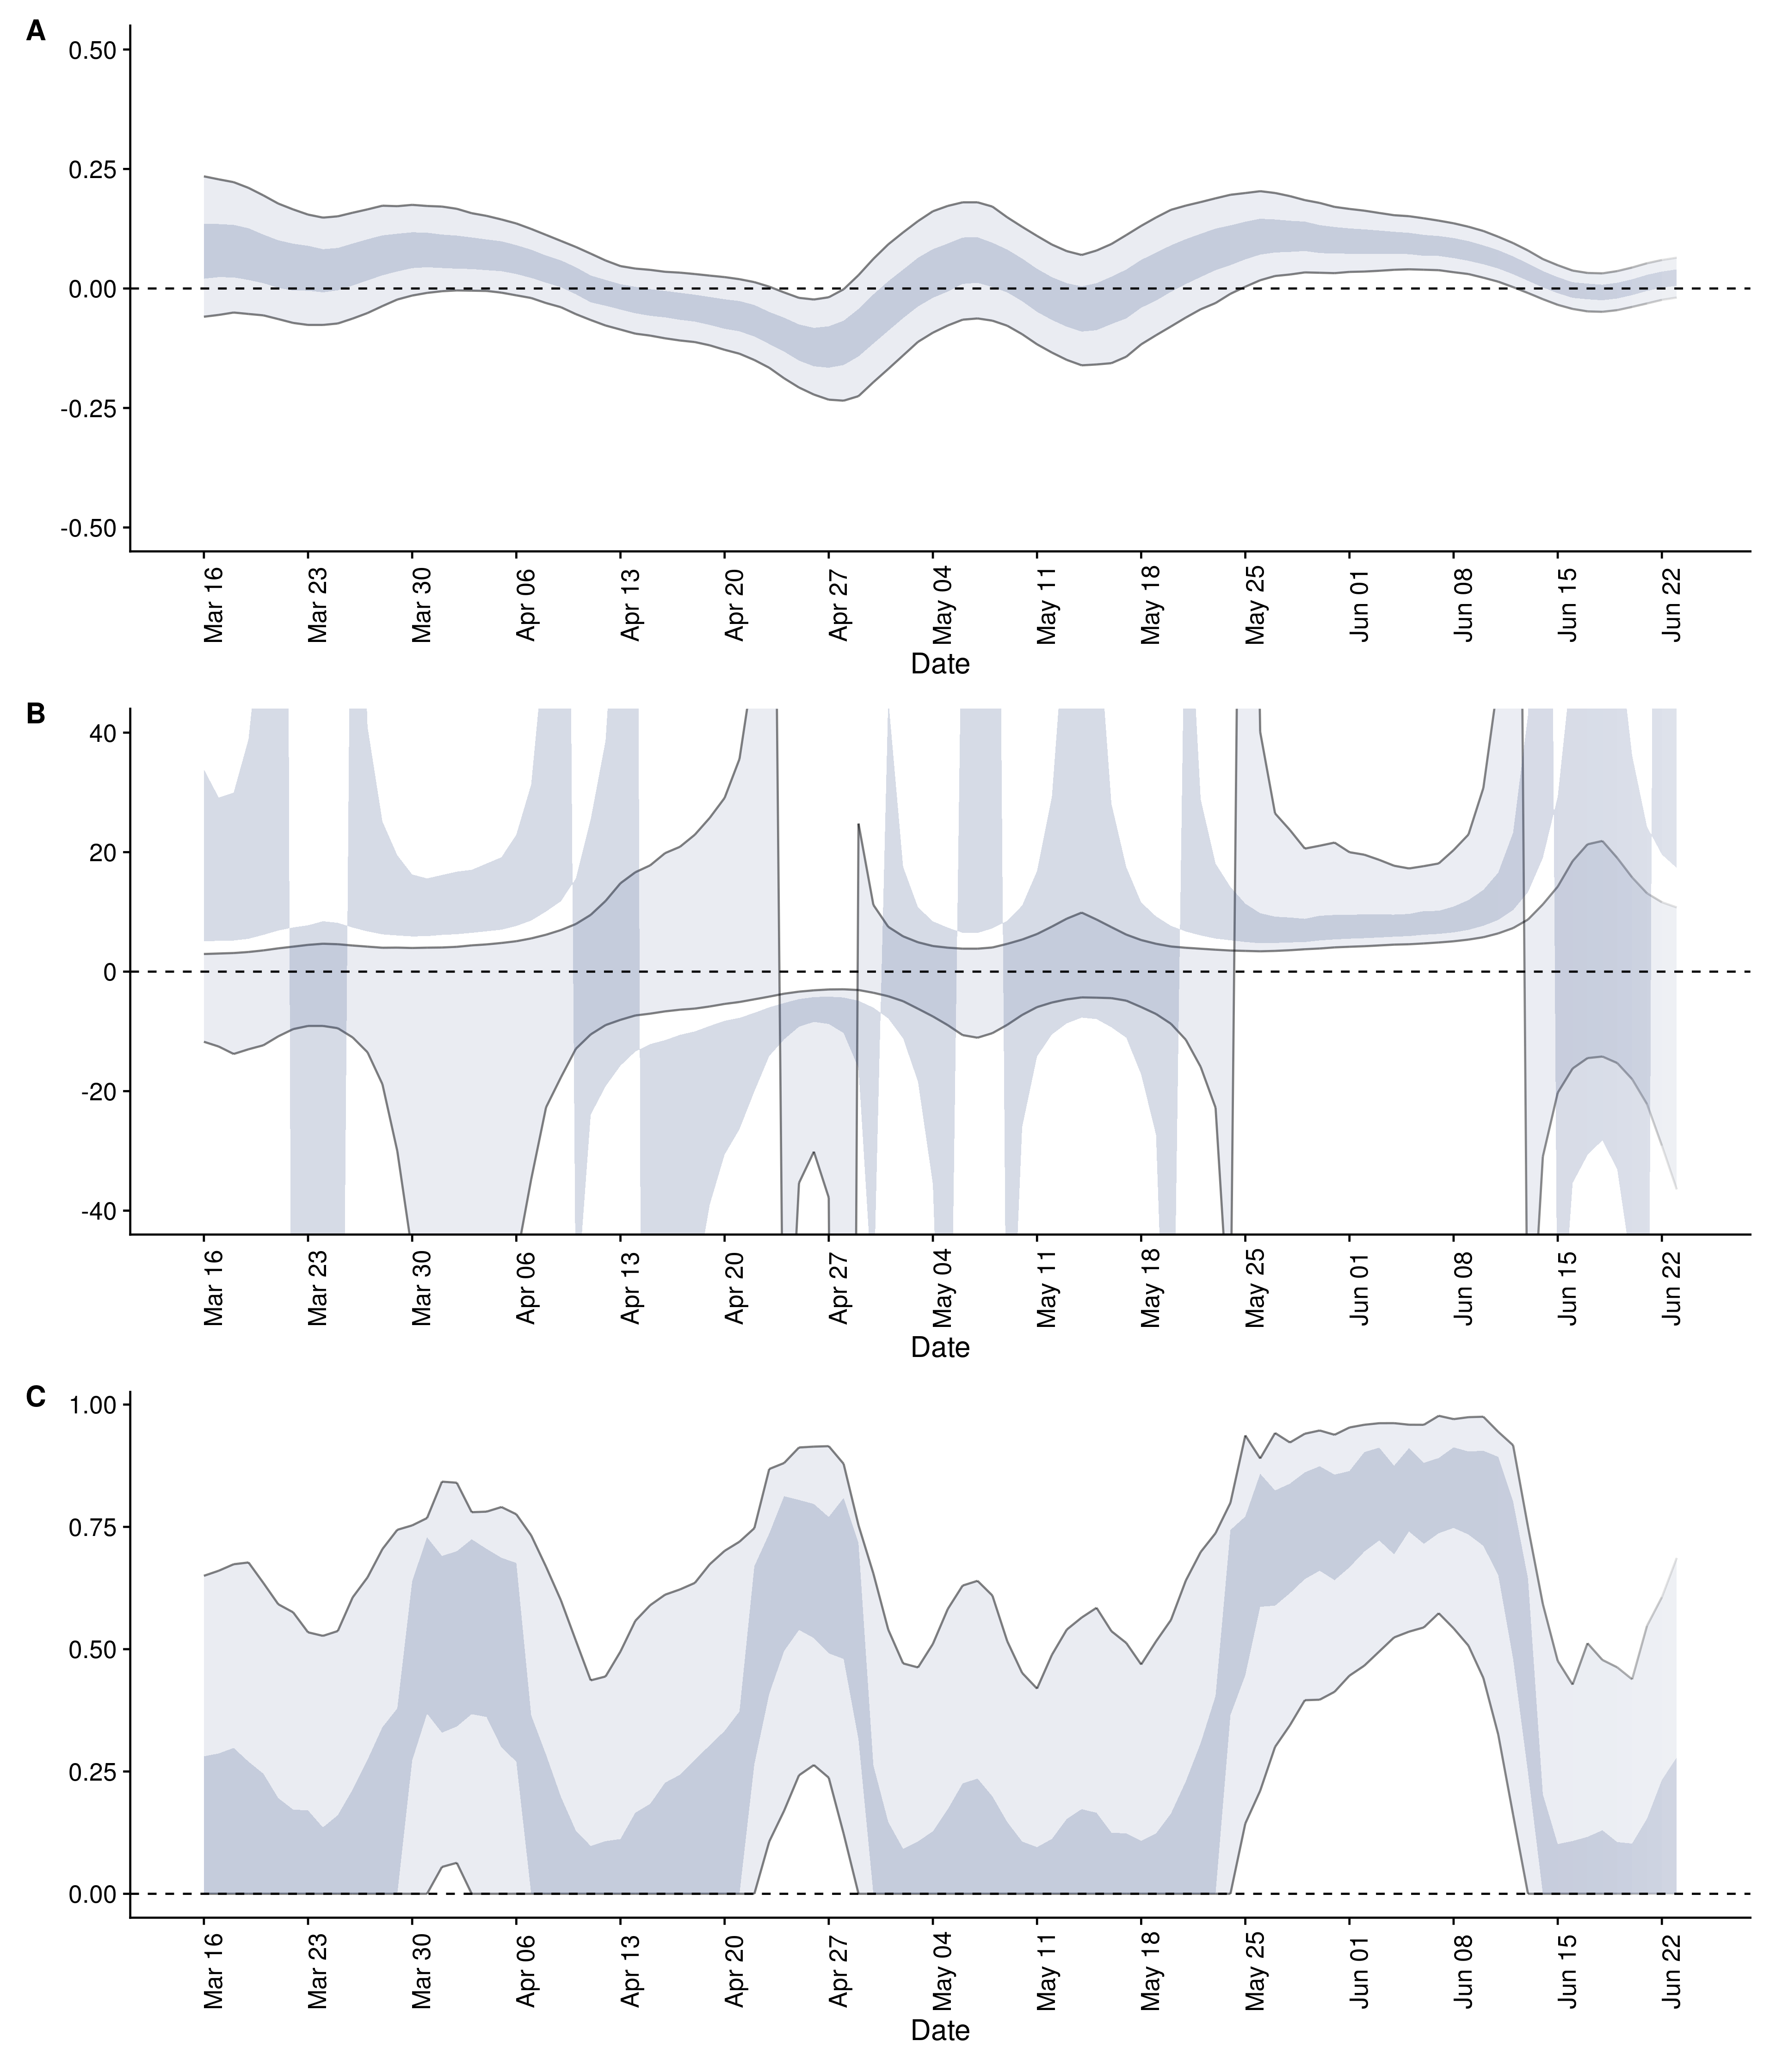 A
0.50
0.25
0.00
-0.25
-0.50
Mar 16
Mar 23
Mar 30
Apr 06
Apr 13
Apr 20
Apr 27
May 04
May 11
May 18
May 25
Jun 01
Jun 08
Jun 15
Jun 22
Date
B
40
20
0
-20
-40
Mar 16
Mar 23
Mar 30
Apr 06
Apr 13
Apr 20
Apr 27
May 04
May 11
May 18
May 25
Jun 01
Jun 08
Jun 15
Jun 22
Date
C
1.00
0.75
0.50
0.25
0.00
Mar 16
Mar 23
Mar 30
Apr 06
Apr 13
Apr 20
Apr 27
May 04
May 11
May 18
May 25
Jun 01
Jun 08
Jun 15
Jun 22
Date